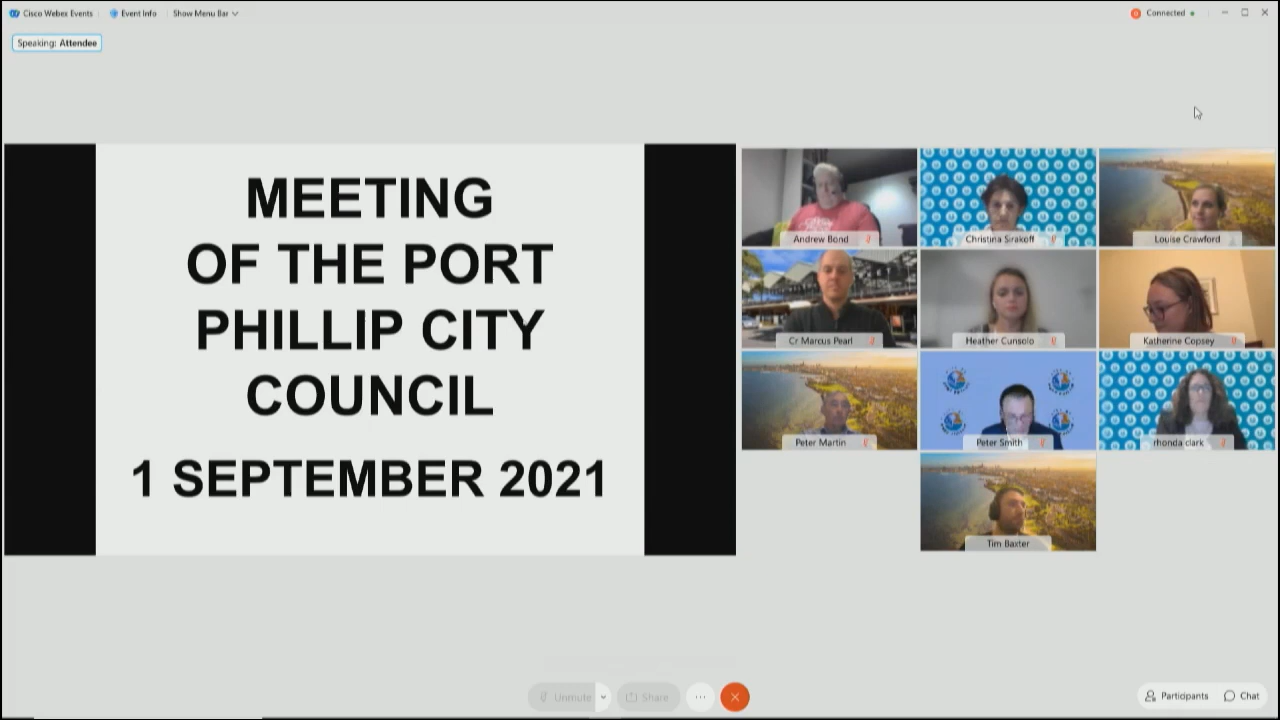 Cisco Webex Events
Event Info
Show Menu Bar
Connected
Speaking: Attendee
MEETING
OF THE PORT
PHILLIP CITY
COUNCIL
1 SEPTEMBER 2021
Andrew Bond
Christina Sirakoff
Louise Crawford
Cr Marcus Pearl
Heather Cunsolo
Katherine Copsey
Peter Martin
Peter Smith
rhonda clark
Tim Baxter
Unmute
Share
Participants
Chat